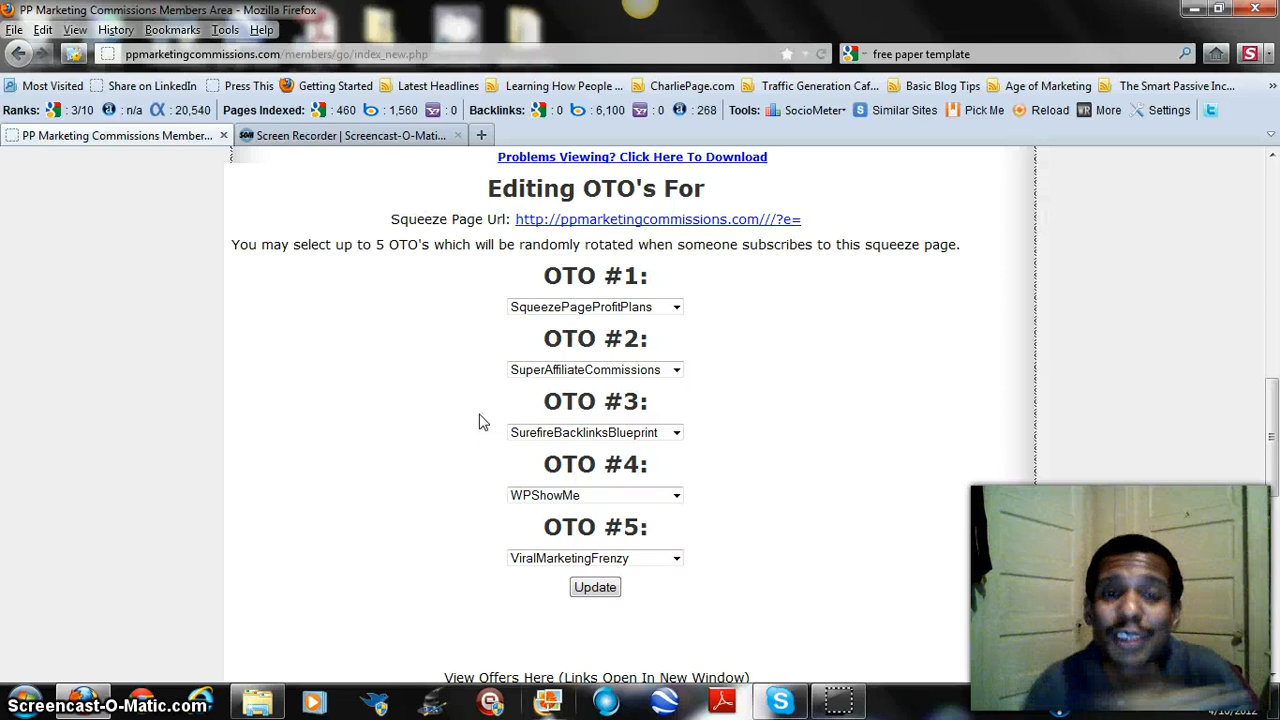 PP Marketing Commissions Members Area - Mozilla Firefox
File Edit View History Bookmarks Tools Help
ppmarketingcommissions.com/members/go/index_new.php
free paper template
Most Visited Share on LinkedIn Press This Getting Started Latest Headlines Learning How People ... CharliePage.com Traffic Generation Caf... Basic Blog Tips Age of Marketing The Smart Passive Inc... »
Ranks: : 3/10 : n/a : 20,540 Pages Indexed: : 460 : 1,560 : 0 Backlinks: : 0 : 6,100 : 0 : 268 Tools: SocioMeter Similar Sites Pick Me Reload More Settings
PP Marketing Commissions Member... × Screen Recorder | Screencast-O-Mati... × +
Problems Viewing? Click Here To Download
Editing OTO's For
Squeeze Page Url: http://ppmarketingcommissions.com///?e=
You may select up to 5 OTO's which will be randomly rotated when someone subscribes to this squeeze page.
OTO #1:
SqueezePageProfitPlans
OTO #2:
SuperAffiliateCommissions
OTO #3:
SurefireBacklinksBlueprint
OTO #4:
WPShowMe
OTO #5:
ViralMarketingFrenzy
Update
View Offers Here (Links Open In New Window)
Screencast-O-Matic.com
4/10/2012